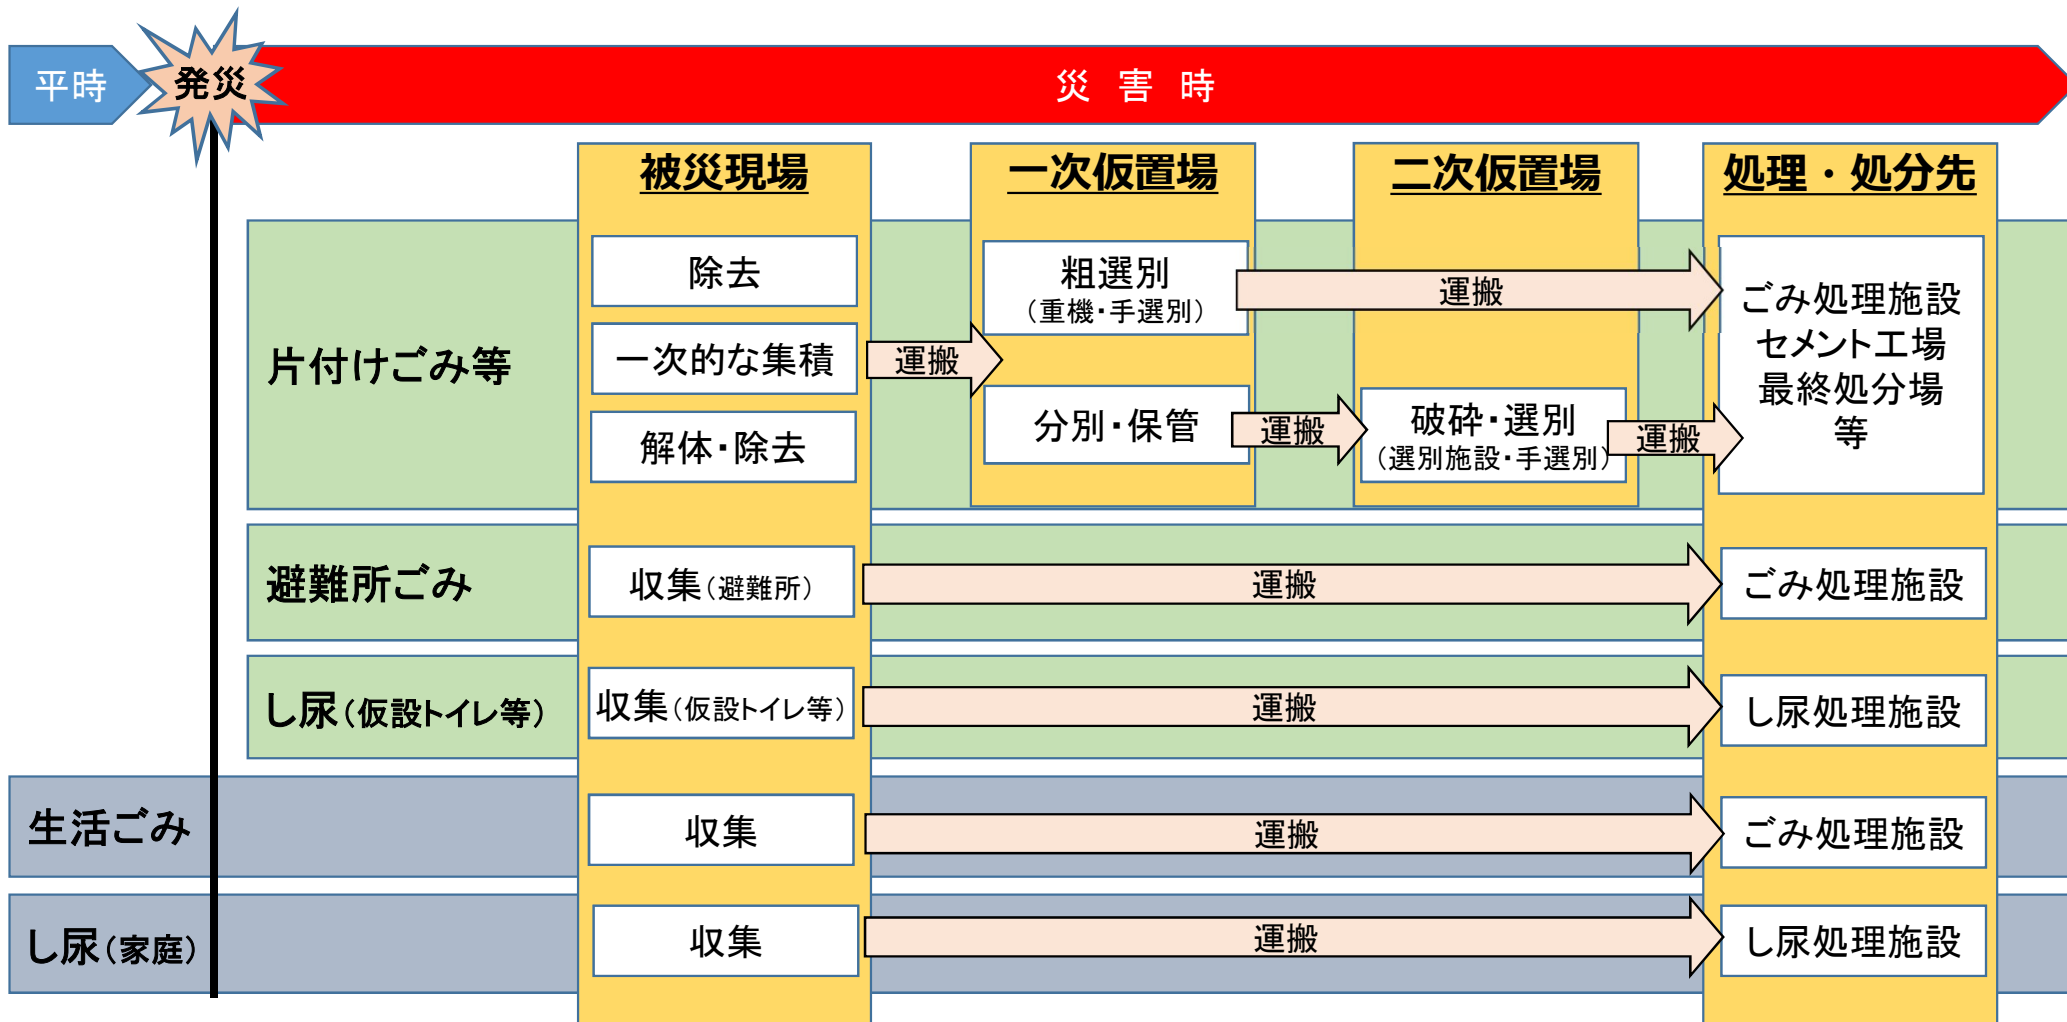 平時
発災
災 害 時
被災現場
一次仮置場
二次仮置場
処理・処分先
片付けごみ等
除去
一次的な集積
解体・除去
運搬
粗選別
（重機・手選別）
分別・保管
運搬
運搬
破砕・選別
（選別施設・手選別）
運搬
ごみ処理施設
セメント工場
最終処分場
等
避難所ごみ
収集（避難所）
運搬
ごみ処理施設
し尿（仮設トイレ等）
収集（仮設トイレ等）
運搬
し尿処理施設
生活ごみ
収集
運搬
ごみ処理施設
し尿（家庭）
収集
運搬
し尿処理施設